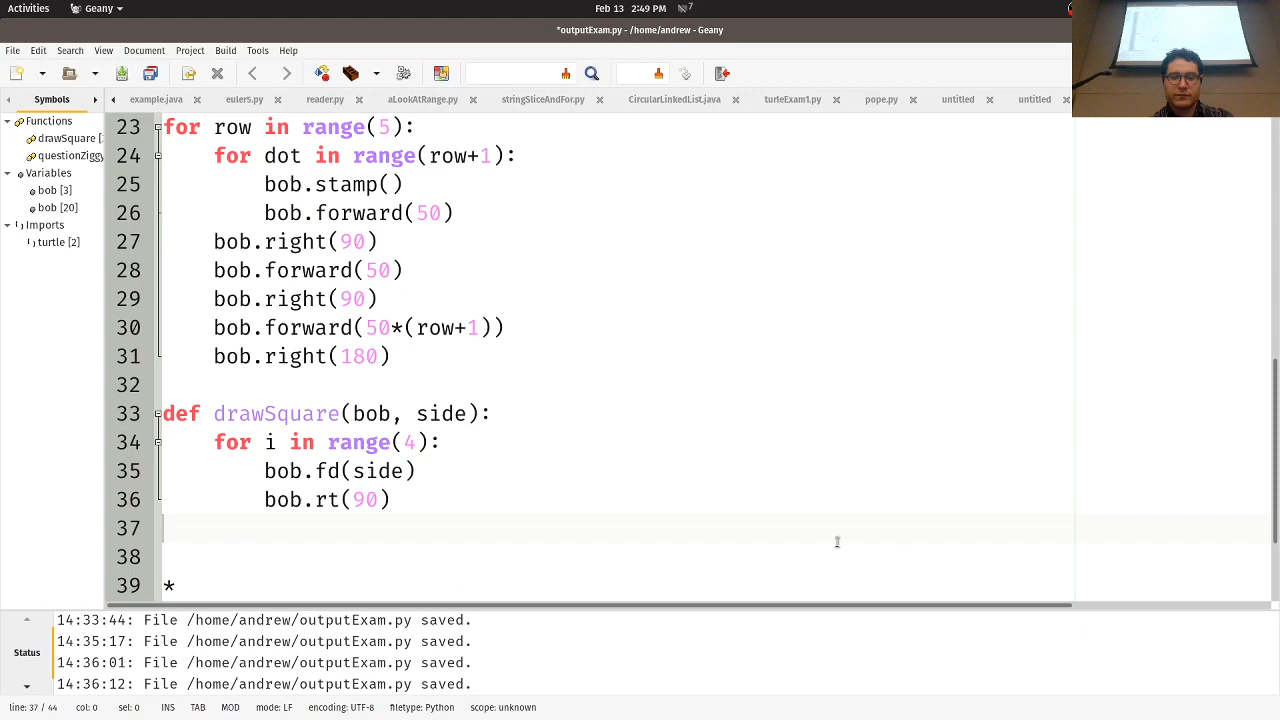 Activities Geany Feb 13 2:49 PM 7
*outputExam.py - /home/andrew - Geany
File Edit Search View Document Project Build Tools Help
Symbols example.java euler5.py reader.py aLookAtRange.py stringSliceAndFor.py CircularLinkedList.java turtleExam1.py pope.py untitled untitled
Functions
drawSquare [
questionZiggy
Variables
bob [3]
bob [20]
Imports
turtle [2]
23 for row in range(5):
24 for dot in range(row+1):
25 bob.stamp()
26 bob.forward(50)
27 bob.right(90)
28 bob.forward(50)
29 bob.right(90)
30 bob.forward(50*(row+1))
31 bob.right(180)
32
33 def drawSquare(bob, side):
34 for i in range(4):
35 bob.fd(side)
36 bob.rt(90)
37
38
39 *
Status
14:33:44: File /home/andrew/outputExam.py saved.
14:35:17: File /home/andrew/outputExam.py saved.
14:36:01: File /home/andrew/outputExam.py saved.
14:36:12: File /home/andrew/outputExam.py saved.
line: 37 / 44 col: 0 sel: 0 INS TAB MOD mode: LF encoding: UTF-8 filetype: Python scope: unknown